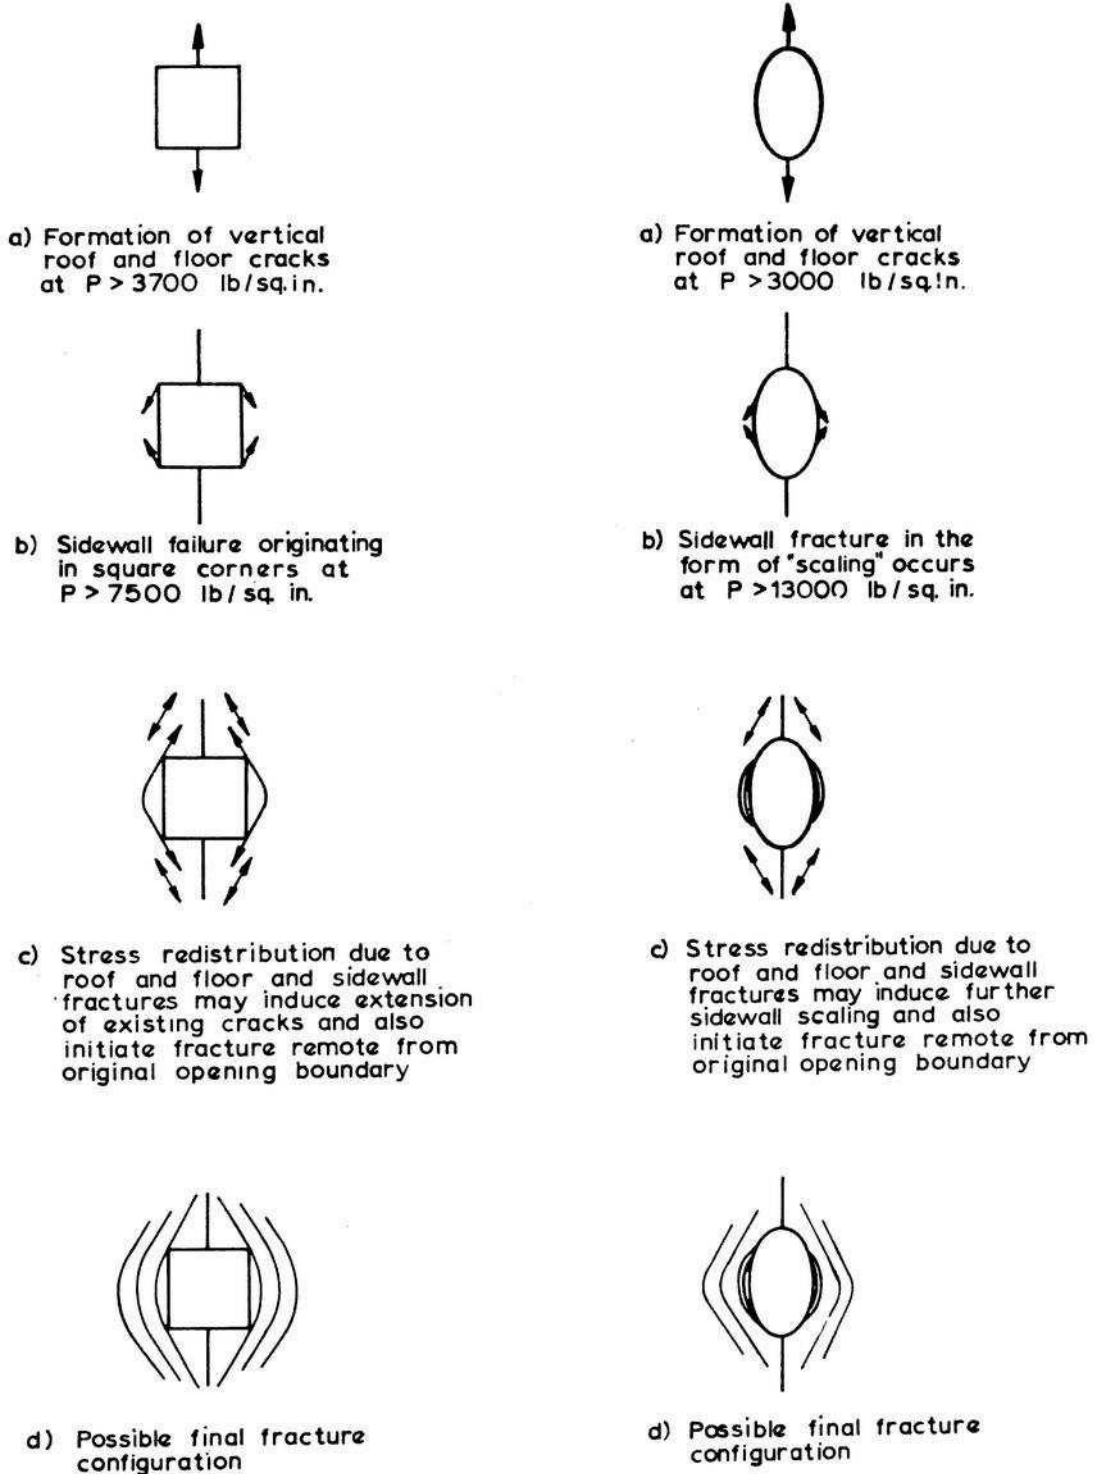 a) Formation of vertical
roof and floor cracks
at P > 3700 lb/sq.in.
b) Sidewall failure originating
in square corners at
P > 7500 lb/ sq. in.
c) Stress redistribution due to
roof and floor and sidewall
fractures may induce extension
of existing cracks and also
initiate fracture remote from
original opening boundary
d) Possible final fracture
configuration
a) Formation of vertical
roof and floor cracks
at P >3000 lb/sq!n.
b) Sidewall fracture in the
form of "scaling" occurs
at P >13000 lb/ sq. in.
c) Stress redistribution due to
roof and floor and sidewall
fractures may induce further
sidewall scaling and also
initiate fracture remote from
original opening boundary
d) Possible final fracture
configuration